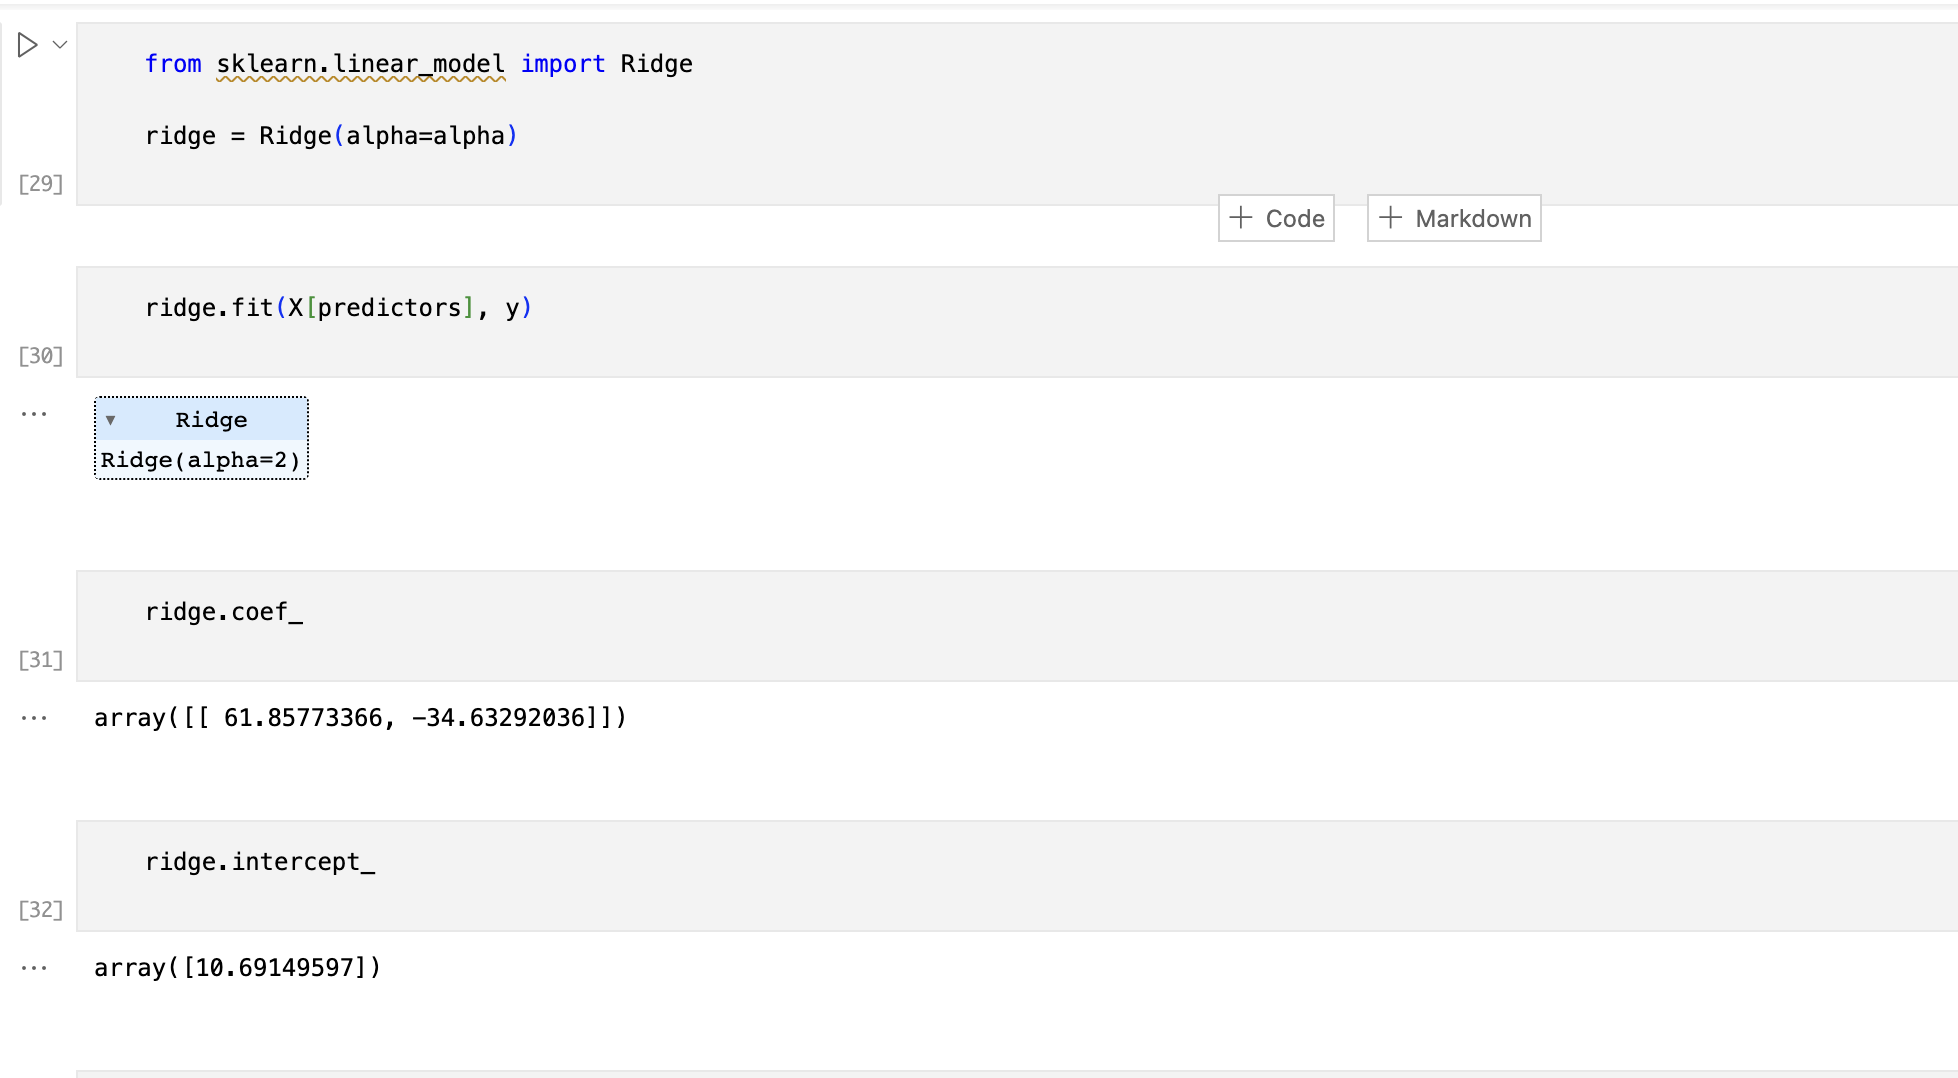 from sklearn.linear_model import Ridge
ridge = Ridge(alpha=alpha)
[29]
+ Code + Markdown
ridge.fit(X[predictors], y)
[30]
Ridge
Ridge(alpha=2)
ridge.coef_
[31]
array([[ 61.85773366, -34.63292036]])
ridge.intercept_
[32]
array([10.69149597])